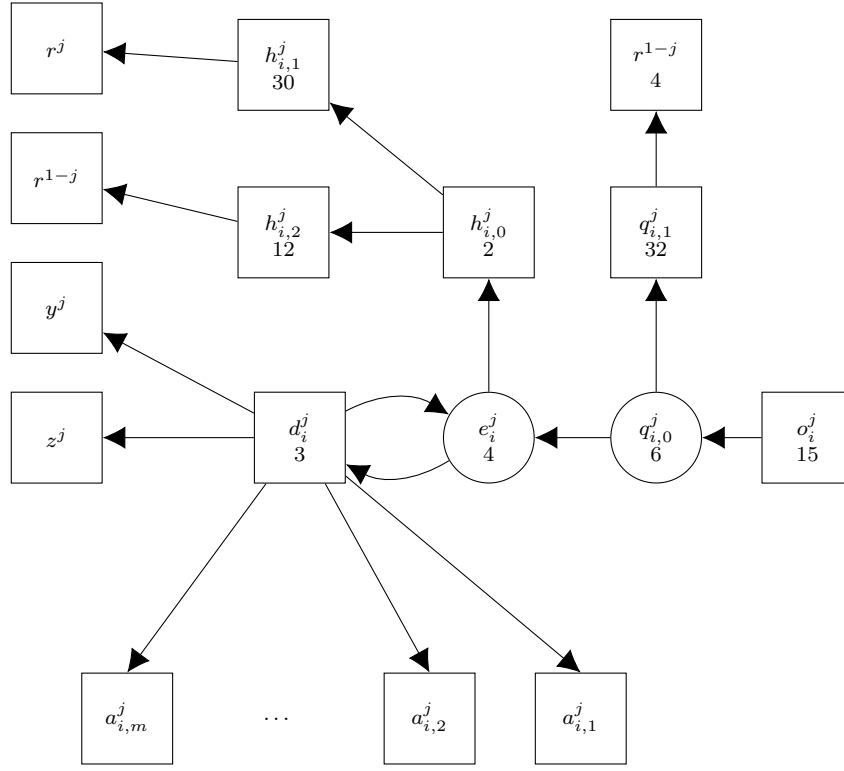 r^j
h^j_{i,1}
30
r^{1−j}
4
r^{1−j}
h^j_{i,2}
12
h^j_{i,0}
2
q^j_{i,1}
32
y^j
z^j
d^j_i
3
e^j_i
4
q^j_{i,0}
6
o^j_i
15
a^j_{i,m}
⋯
a^j_{i,2}
a^j_{i,1}